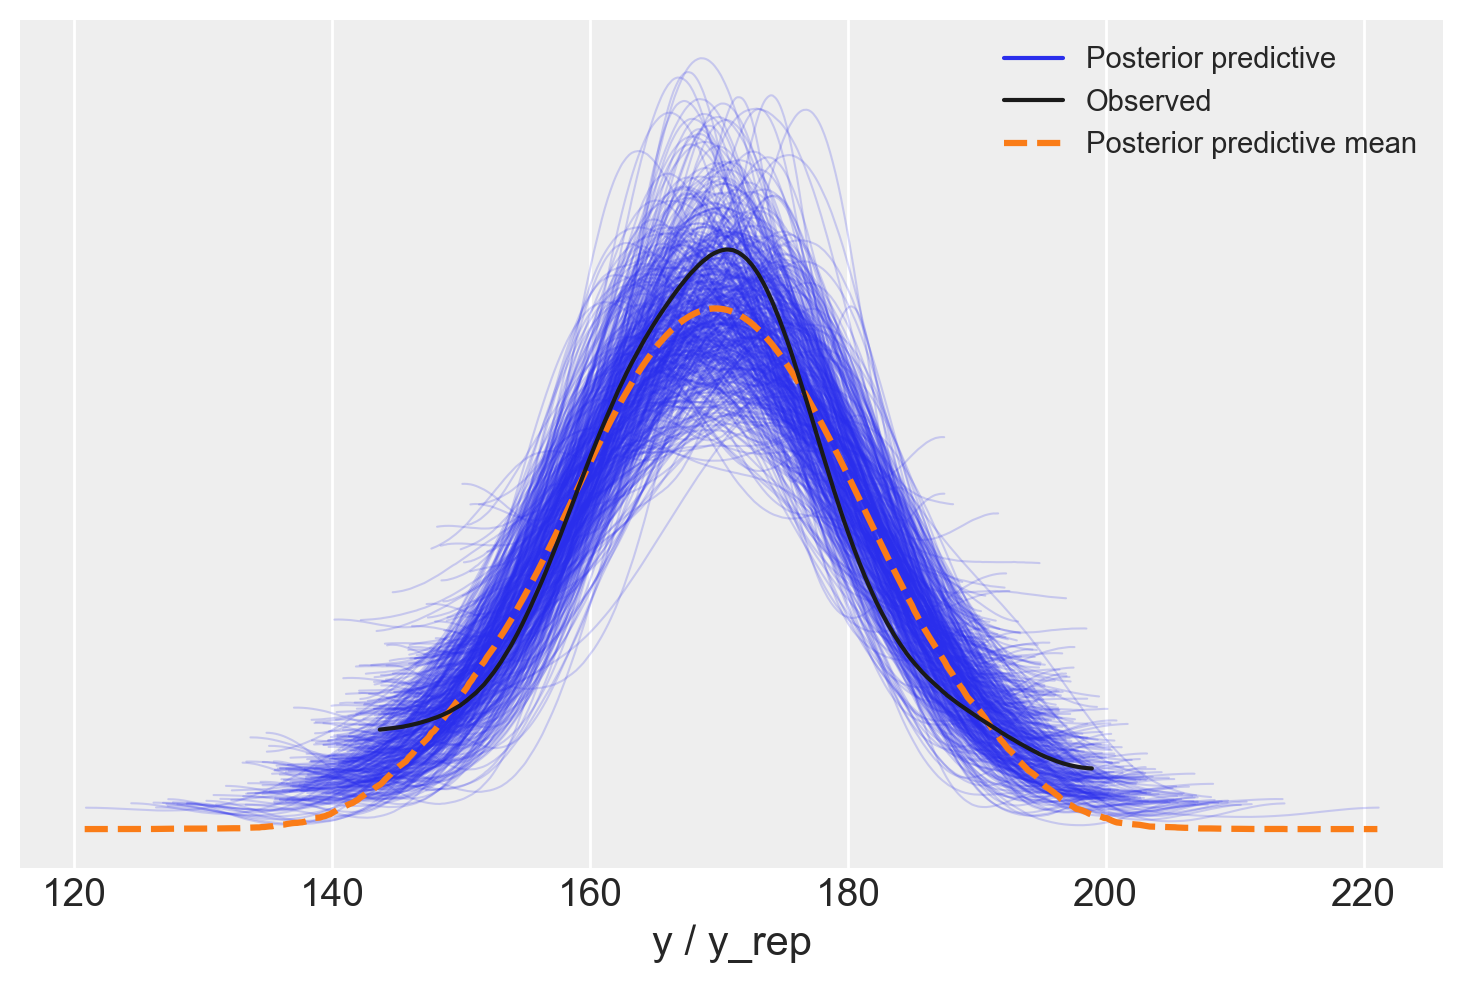 Posterior predictive
Observed
Posterior predictive mean
120 140 160 180 200 220
y / y_rep